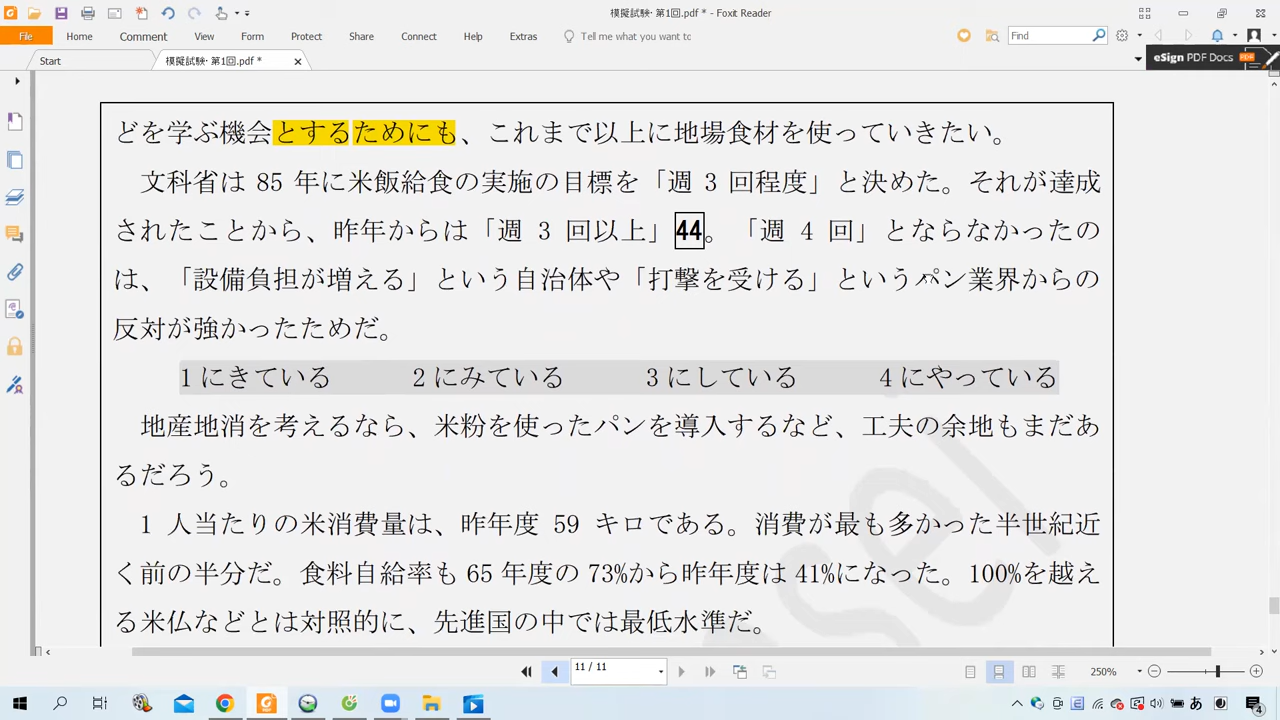 模擬試験･ 第1回.pdf * - Foxit Reader
File Home Comment View Form Protect Share Connect Help Extras Tell me what you want to Find
Start 模擬試験･ 第1回.pdf * eSign PDF Docs
どを学ぶ機会とするためにも、これまで以上に地場食材を使っていきたい。
文科省は 85 年に米飯給食の実施の目標を「週 3 回程度」と決めた。それが達成
されたことから、昨年からは「週 3 回以上」44。「週 4 回」とならなかったの
は、「設備負担が増える」という自治体や「打撃を受ける」というパン業界からの
反対が強かったためだ。
1 にきている 2 にみている 3 にしている 4 にやっている
地産地消を考えるなら、米粉を使ったパンを導入するなど、工夫の余地もまだあ
るだろう。
1 人当たりの米消費量は、昨年度 59 キロである。消費が最も多かった半世紀近
く前の半分だ。食料自給率も 65 年度の 73%から昨年度は 41%になった。100%を越え
る米仏などとは対照的に、先進国の中では最低水準だ。
sei
11 / 11 250%
あ 4